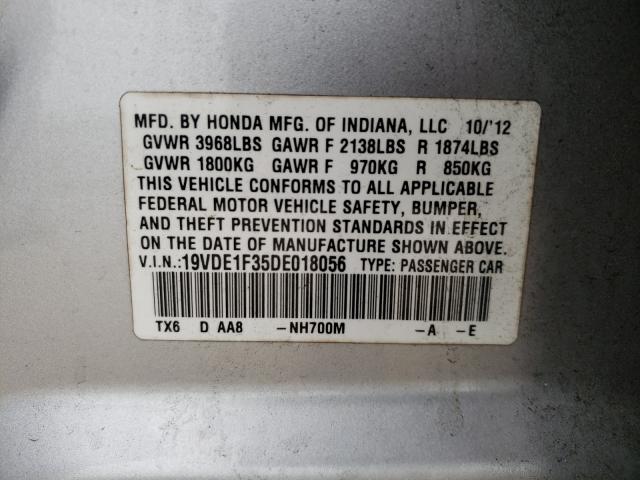 MFD. BY HONDA MFG. OF INDIANA, LLC 10/'12
GVWR 3968LBS GAWR F 2138LBS R 1874LBS
GVWR 1800KG GAWR F 970KG R 850KG
THIS VEHICLE CONFORMS TO ALL APPLICABLE
FEDERAL MOTOR VEHICLE SAFETY, BUMPER,
AND THEFT PREVENTION STANDARDS IN EFFECT
ON THE DATE OF MANUFACTURE SHOWN ABOVE.
V.I.N.:19VDE1F35DE018056 TYPE: PASSENGER CAR
TX6 D AA8 -NH700M -A -E